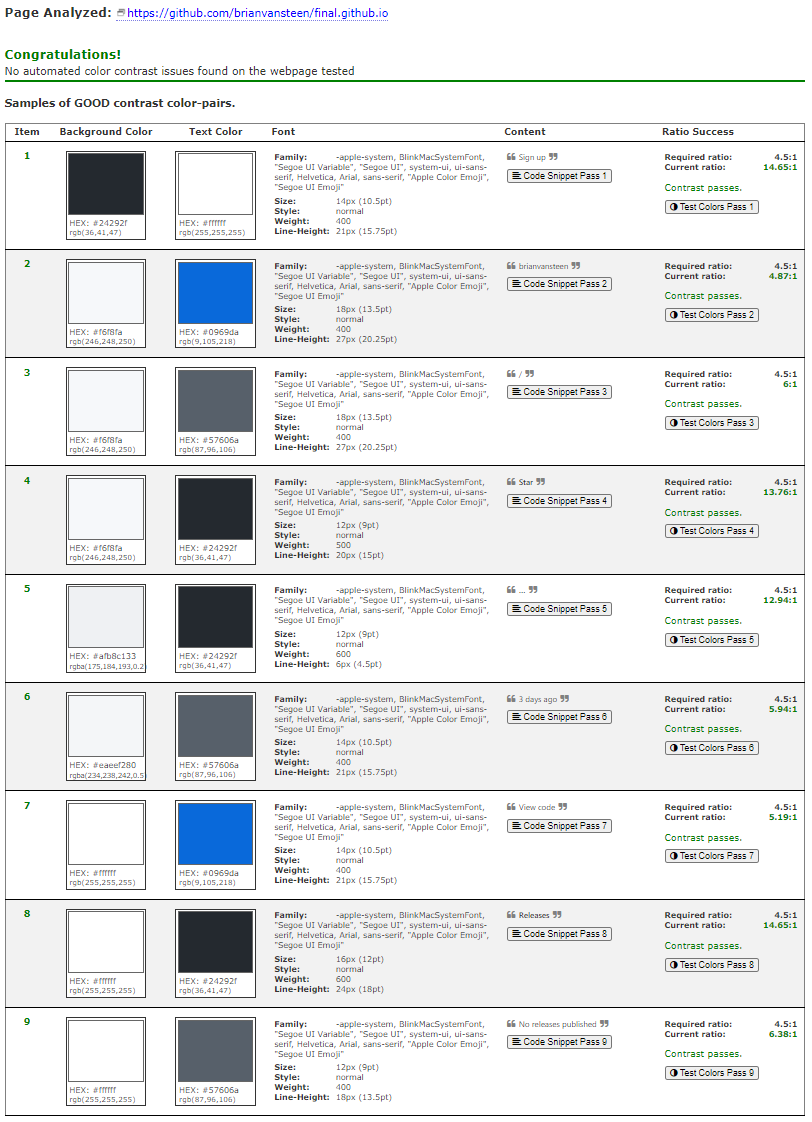 Page Analyzed: https://github.com/brianvansteen/final.github.io
Congratulations!
No automated color contrast issues found on the webpage tested
Samples of GOOD contrast color-pairs.
Item Background Color Text Color Font Content Ratio Success
1
HEX: #24292f
rgb(36,41,47)
HEX: #ffffff
rgb(255,255,255)
Family: -apple-system, BlinkMacSystemFont,
"Segoe UI Variable", "Segoe UI", system-ui, ui-sans-
serif, Helvetica, Arial, sans-serif, "Apple Color Emoji",
"Segoe UI Emoji"
Size: 14px (10.5pt)
Style: normal
Weight: 400
Line-Height: 21px (15.75pt)
❝ Sign up ❞
Code Snippet Pass 1
Required ratio: 4.5:1
Current ratio: 14.65:1
Contrast passes.
Test Colors Pass 1
2
HEX: #f6f8fa
rgb(246,248,250)
HEX: #0969da
rgb(9,105,218)
Family: -apple-system, BlinkMacSystemFont,
"Segoe UI Variable", "Segoe UI", system-ui, ui-sans-
serif, Helvetica, Arial, sans-serif, "Apple Color Emoji",
"Segoe UI Emoji"
Size: 18px (13.5pt)
Style: normal
Weight: 400
Line-Height: 27px (20.25pt)
❝ brianvansteen ❞
Code Snippet Pass 2
Required ratio: 4.5:1
Current ratio: 4.87:1
Contrast passes.
Test Colors Pass 2
3
HEX: #f6f8fa
rgb(246,248,250)
HEX: #57606a
rgb(87,96,106)
Family: -apple-system, BlinkMacSystemFont,
"Segoe UI Variable", "Segoe UI", system-ui, ui-sans-
serif, Helvetica, Arial, sans-serif, "Apple Color Emoji",
"Segoe UI Emoji"
Size: 18px (13.5pt)
Style: normal
Weight: 400
Line-Height: 27px (20.25pt)
❝ / ❞
Code Snippet Pass 3
Required ratio: 4.5:1
Current ratio: 6:1
Contrast passes.
Test Colors Pass 3
4
HEX: #f6f8fa
rgb(246,248,250)
HEX: #24292f
rgb(36,41,47)
Family: -apple-system, BlinkMacSystemFont,
"Segoe UI Variable", "Segoe UI", system-ui, ui-sans-
serif, Helvetica, Arial, sans-serif, "Apple Color Emoji",
"Segoe UI Emoji"
Size: 12px (9pt)
Style: normal
Weight: 500
Line-Height: 20px (15pt)
❝ Star ❞
Code Snippet Pass 4
Required ratio: 4.5:1
Current ratio: 13.76:1
Contrast passes.
Test Colors Pass 4
5
HEX: #afb8c133
rgba(175,184,193,0.2)
HEX: #24292f
rgb(36,41,47)
Family: -apple-system, BlinkMacSystemFont,
"Segoe UI Variable", "Segoe UI", system-ui, ui-sans-
serif, Helvetica, Arial, sans-serif, "Apple Color Emoji",
"Segoe UI Emoji"
Size: 12px (9pt)
Style: normal
Weight: 600
Line-Height: 6px (4.5pt)
❝ ... ❞
Code Snippet Pass 5
Required ratio: 4.5:1
Current ratio: 12.94:1
Contrast passes.
Test Colors Pass 5
6
HEX: #eaeef280
rgba(234,238,242,0.5)
HEX: #57606a
rgb(87,96,106)
Family: -apple-system, BlinkMacSystemFont,
"Segoe UI Variable", "Segoe UI", system-ui, ui-sans-
serif, Helvetica, Arial, sans-serif, "Apple Color Emoji",
"Segoe UI Emoji"
Size: 14px (10.5pt)
Style: normal
Weight: 400
Line-Height: 21px (15.75pt)
❝ 3 days ago ❞
Code Snippet Pass 6
Required ratio: 4.5:1
Current ratio: 5.94:1
Contrast passes.
Test Colors Pass 6
7
HEX: #ffffff
rgb(255,255,255)
HEX: #0969da
rgb(9,105,218)
Family: -apple-system, BlinkMacSystemFont,
"Segoe UI Variable", "Segoe UI", system-ui, ui-sans-
serif, Helvetica, Arial, sans-serif, "Apple Color Emoji",
"Segoe UI Emoji"
Size: 14px (10.5pt)
Style: normal
Weight: 400
Line-Height: 21px (15.75pt)
❝ View code ❞
Code Snippet Pass 7
Required ratio: 4.5:1
Current ratio: 5.19:1
Contrast passes.
Test Colors Pass 7
8
HEX: #ffffff
rgb(255,255,255)
HEX: #24292f
rgb(36,41,47)
Family: -apple-system, BlinkMacSystemFont,
"Segoe UI Variable", "Segoe UI", system-ui, ui-sans-
serif, Helvetica, Arial, sans-serif, "Apple Color Emoji",
"Segoe UI Emoji"
Size: 16px (12pt)
Style: normal
Weight: 600
Line-Height: 24px (18pt)
❝ Releases ❞
Code Snippet Pass 8
Required ratio: 4.5:1
Current ratio: 14.65:1
Contrast passes.
Test Colors Pass 8
9
HEX: #ffffff
rgb(255,255,255)
HEX: #57606a
rgb(87,96,106)
Family: -apple-system, BlinkMacSystemFont,
"Segoe UI Variable", "Segoe UI", system-ui, ui-sans-
serif, Helvetica, Arial, sans-serif, "Apple Color Emoji",
"Segoe UI Emoji"
Size: 12px (9pt)
Style: normal
Weight: 400
Line-Height: 18px (13.5pt)
❝ No releases published ❞
Code Snippet Pass 9
Required ratio: 4.5:1
Current ratio: 6.38:1
Contrast passes.
Test Colors Pass 9